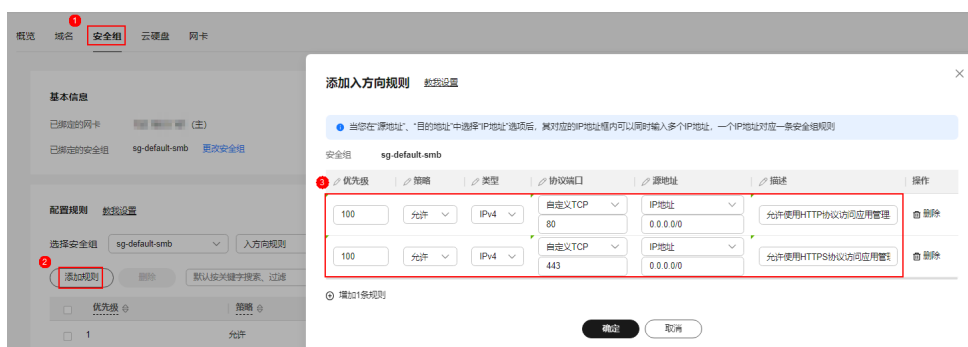 1
概览 域名 安全组 云硬盘 网卡
基本信息
已绑定的网卡 (主)
已绑定的安全组 sg-default-smb 更改安全组
配置规则 教我设置
选择安全组 sg-default-smb 入方向规则
2
添加规则 删除 默认按关键字搜索、过滤
优先级 策略
1 允许
添加入方向规则 教我设置
当您在“源地址”、“目的地址”中选择“IP地址”选项后，其对应的IP地址框内可以同时输入多个IP地址，一个IP地址对应一条安全组规则
安全组 sg-default-smb
3 优先级 策略 类型 协议端口 源地址 描述 操作
100 允许 IPv4 自定义TCP IP地址 允许使用HTTP协议访问应用管理 删除
80 0.0.0.0/0
100 允许 IPv4 自定义TCP IP地址 允许使用HTTPS协议访问应用管 删除
443 0.0.0.0/0
增加1条规则
确定 取消